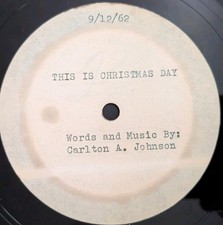 9/12/62
THIS IS CHRISTMAS DAY
Words and Music By:
Carlton A. Johnson